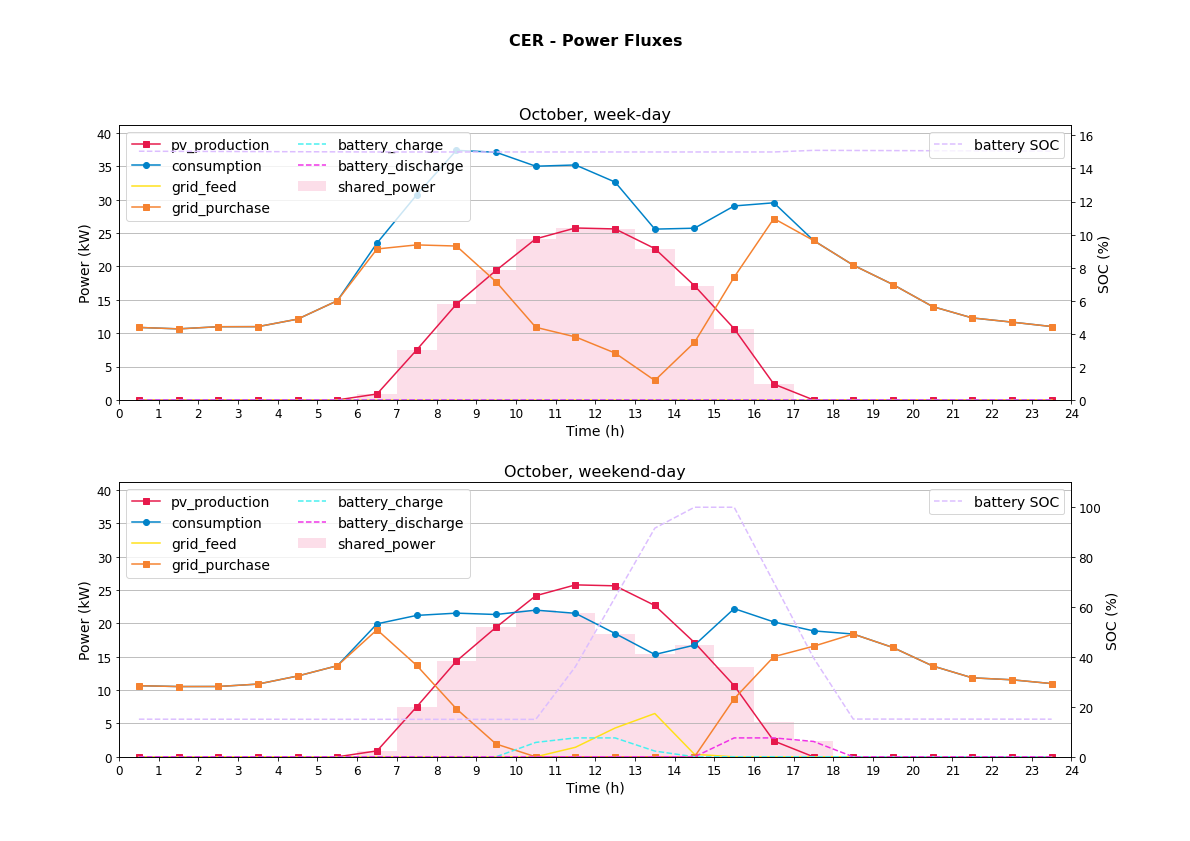 CER - Power Fluxes
October, week-day
pv_production
consumption
grid_feed
grid_purchase
battery_charge
battery_discharge
shared_power
battery SOC
Power (kW)
40
35
30
25
20
15
10
5
0
SOC (%)
16
14
12
10
8
6
4
2
0
0 1 2 3 4 5 6 7 8 9 10 11 12 13 14 15 16 17 18 19 20 21 22 23 24
Time (h)
October, weekend-day
pv_production
consumption
grid_feed
grid_purchase
battery_charge
battery_discharge
shared_power
battery SOC
Power (kW)
40
35
30
25
20
15
10
5
0
SOC (%)
100
80
60
40
20
0
0 1 2 3 4 5 6 7 8 9 10 11 12 13 14 15 16 17 18 19 20 21 22 23 24
Time (h)